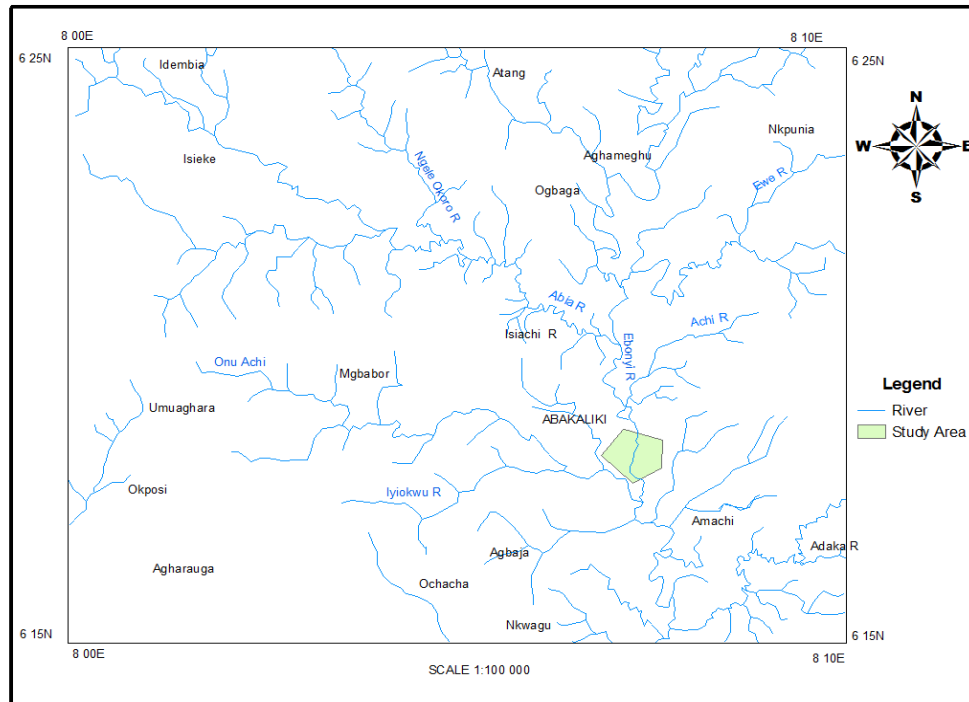 8 00E
8 10E
6 25N
6 25N
Idembia
Atang
N
Nkpunia
W
E
Isieke
Aghameghu
Ngele Okoro R
Ogbaga
Ewe R
S
Abia R
Isiachi R
Achi R
Ebonyi R
Onu Achi
Mgbabor
Legend
Umuaghara
River
ABAKALIKI
Study Area
Okposi
Iyiokwu R
Amachi
Agbaja
Adaka R
Agharauga
Ochacha
Nkwagu
6 15N
6 15N
8 00E
8 10E
SCALE 1:100 000